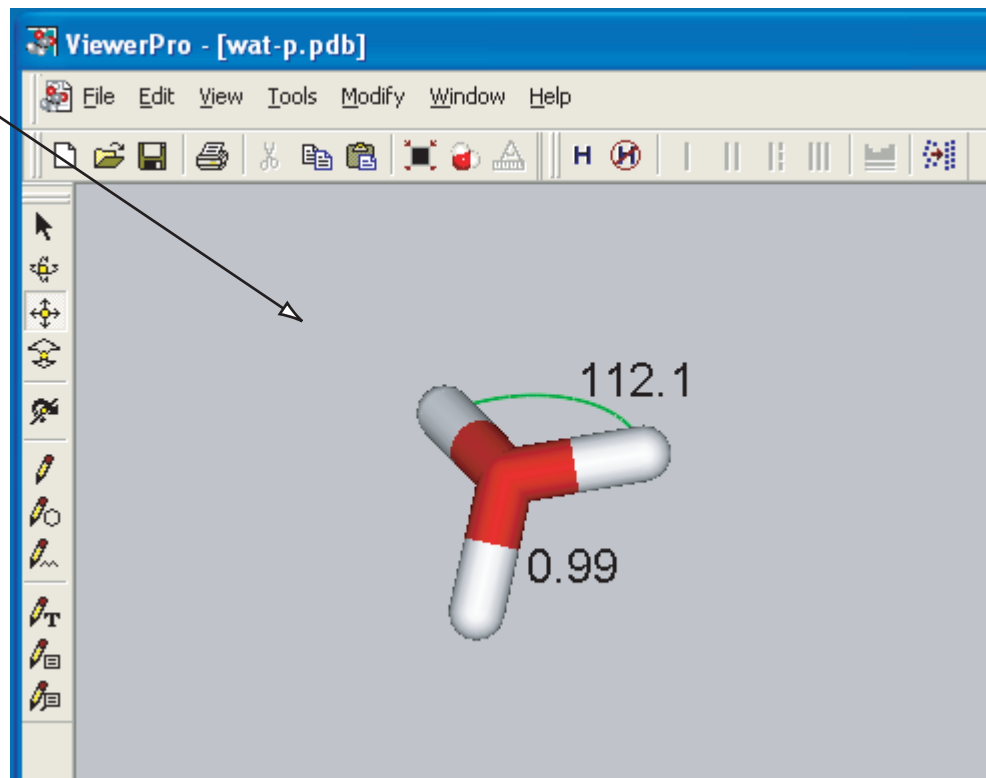 ViewerPro - [wat-p.pdb]
File Edit View Tools Modify Window Help
H H
T
112.1
0.99